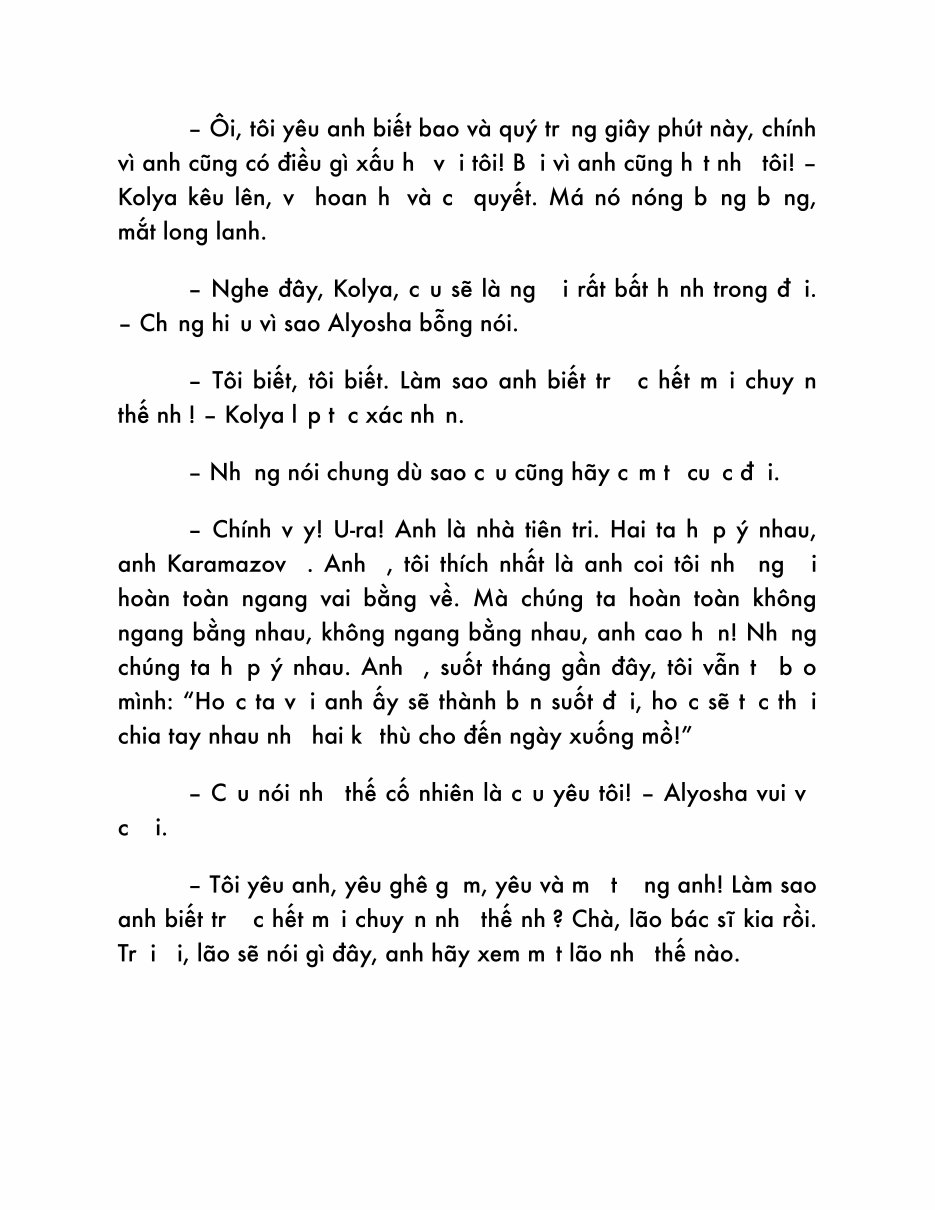 – Ôi, tôi yêu anh biết bao và quý tr ng giây phút này, chính
vì anh cũng có điều gì xấu h v i tôi! B i vì anh cũng h t nh tôi! –
Kolya kêu lên, v hoan h và c quyết. Má nó nóng b ng b ng,
mắt long lanh.
– Nghe đây, Kolya, c u sẽ là ng i rất bất h nh trong đ i.
– Ch ng hi u vì sao Alyosha bỗng nói.
– Tôi biết, tôi biết. Làm sao anh biết tr c hết m i chuy n
thế nh ! – Kolya l p t c xác nh n.
– Nh ng nói chung dù sao c u cũng hãy c m t cu c đ i.
– Chính v y! U-ra! Anh là nhà tiên tri. Hai ta h p ý nhau,
anh Karamazov . Anh , tôi thích nhất là anh coi tôi nh ng i
hoàn toàn ngang vai bằng về. Mà chúng ta hoàn toàn không
ngang bằng nhau, không ngang bằng nhau, anh cao h n! Nh ng
chúng ta h p ý nhau. Anh , suốt tháng gần đây, tôi vẫn t b o
mình: “Ho c ta v i anh ấy sẽ thành b n suốt đ i, ho c sẽ t c th i
chia tay nhau nh hai k thù cho đến ngày xuống mồ!”
– C u nói nh thế cố nhiên là c u yêu tôi! – Alyosha vui v
c i.
– Tôi yêu anh, yêu ghê g m, yêu và m t ng anh! Làm sao
anh biết tr c hết m i chuy n nh thế nh ? Chà, lão bác sĩ kia rồi.
Tr i i, lão sẽ nói gì đây, anh hãy xem m t lão nh thế nào.